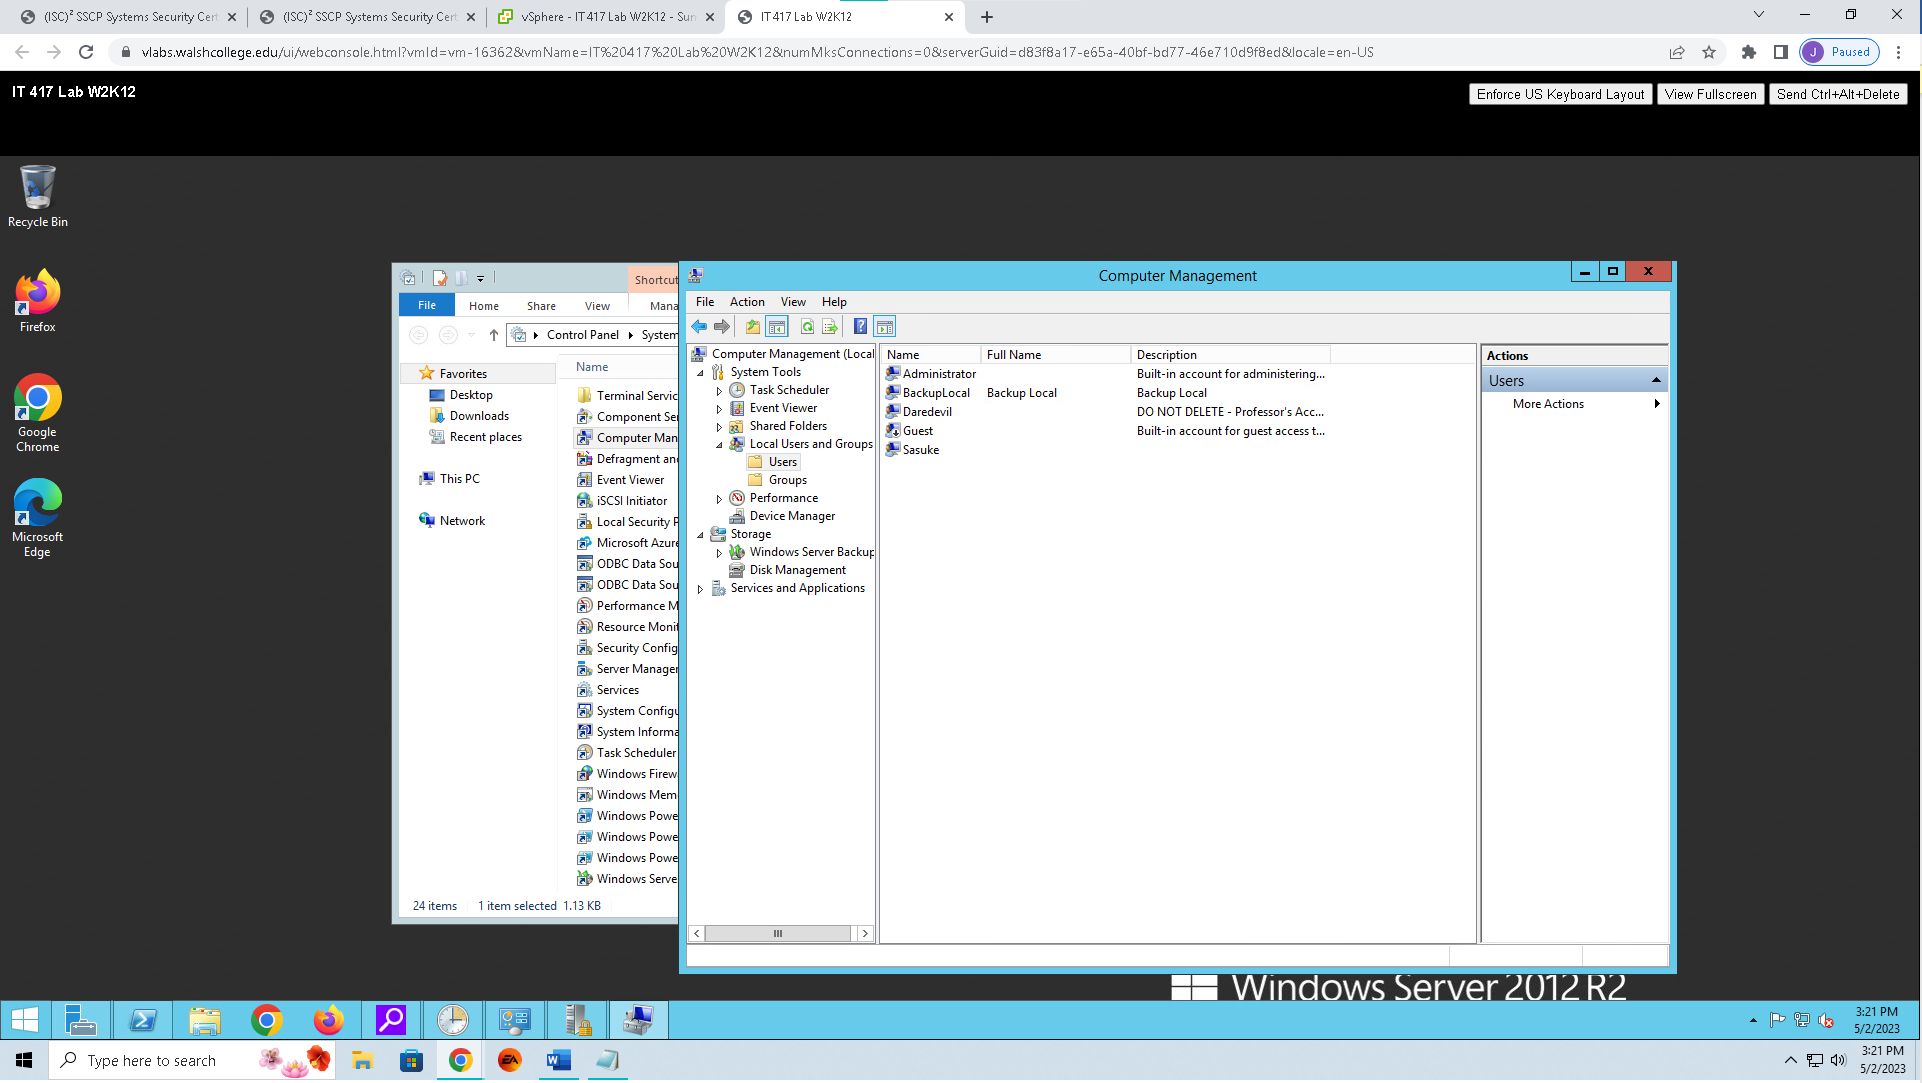 (ISC)² SSCP Systems Security Cert
(ISC)² SSCP Systems Security Cert
vSphere - IT 417 Lab W2K12 - Sum
IT 417 Lab W2K12
vlabs.walshcollege.edu/ui/webconsole.html?vmId=vm-16362&vmName=IT%20417%20Lab%20W2K12&numMksConnections=0&serverGuid=d83f8a17-e65a-40bf-bd77-46e710d9f8ed&locale=en-US
J Paused
IT 417 Lab W2K12
Enforce US Keyboard Layout
View Fullscreen
Send Ctrl+Alt+Delete
Recycle Bin
Firefox
Google
Chrome
Microsoft
Edge
Shortcut
File Home Share View Mana
Control Panel System
Favorites
Desktop
Downloads
Recent places
This PC
Network
Name
Terminal Servic
Component Se
Computer Man
Defragment and
Event Viewer
iSCSI Initiator
Local Security P
Microsoft Azure
ODBC Data Sou
ODBC Data Sou
Performance M
Resource Monit
Security Config
Server Manager
Services
System Configu
System Informa
Task Scheduler
Windows Firew
Windows Mem
Windows Powe
Windows Powe
Windows Powe
Windows Serve
24 items 1 item selected 1.13 KB
Computer Management
File Action View Help
Computer Management (Local
System Tools
Task Scheduler
Event Viewer
Shared Folders
Local Users and Groups
Users
Groups
Performance
Device Manager
Storage
Windows Server Backup
Disk Management
Services and Applications
Name Full Name Description
Administrator Built-in account for administering...
BackupLocal Backup Local Backup Local
Daredevil DO NOT DELETE - Professor's Acc...
Guest Built-in account for guest access t...
Sasuke
Actions
Users
More Actions
Windows Server 2012 R2
3:21 PM
5/2/2023
Type here to search
EA
W
3:21 PM
5/2/2023